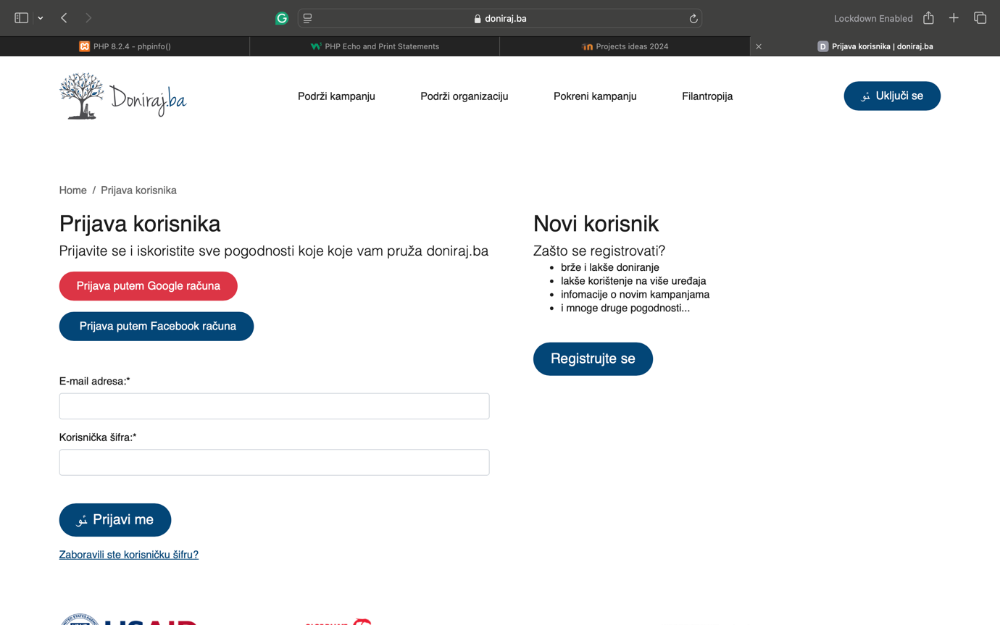 doniraj.ba
Lockdown Enabled
PHP 8.2.4 - phpinfo()
PHP Echo and Print Statements
Projects ideas 2024
D Prijava korisnika | doniraj.ba
Doniraj.ba
Podrži kampanju
Podrži organizaciju
Pokreni kampanju
Filantropija
Uključi se
Home / Prijava korisnika
Prijava korisnika
Prijavite se i iskoristite sve pogodnosti koje koje vam pruža doniraj.ba
Prijava putem Google računa
Prijava putem Facebook računa
E-mail adresa:*
Korisnička šifra:*
Prijavi me
Zaboravili ste korisničku šifru?
Novi korisnik
Zašto se registrovati?
• brže i lakše doniranje
• lakše korištenje na više uređaja
• infomacije o novim kampanjama
• i mnoge druge pogodnosti...
Registrujte se
USAID